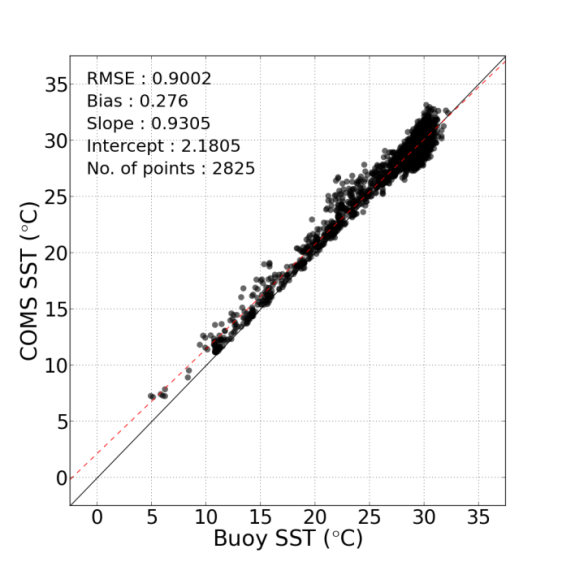 RMSE : 0.9002
Bias : 0.276
Slope : 0.9305
Intercept : 2.1805
No. of points : 2825
COMS SST (°C)
35
30
25
20
15
10
5
0
0 5 10 15 20 25 30 35
Buoy SST (°C)